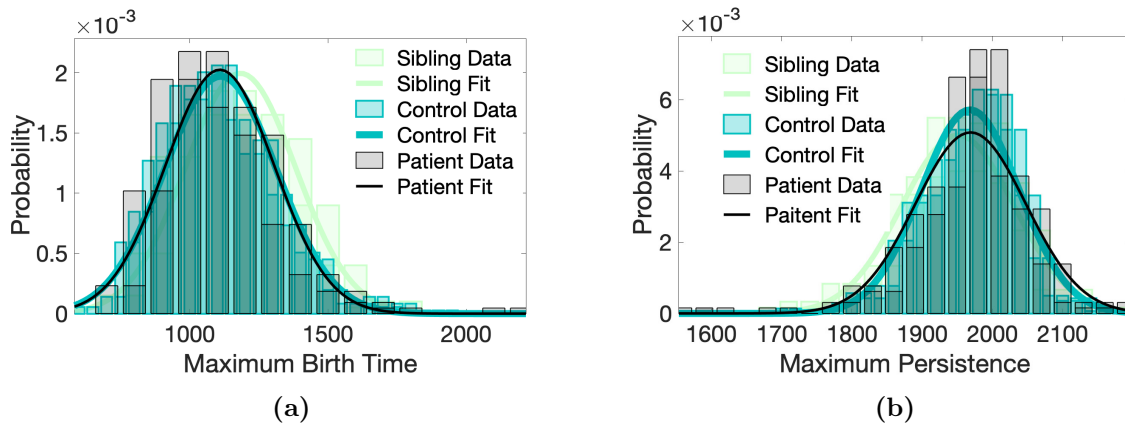 ×10⁻³
2
1.5
1
0.5
0
Probability
1000
1500
2000
Maximum Birth Time
Sibling Data
Sibling Fit
Control Data
Control Fit
Patient Data
Patient Fit
(a)
×10⁻³
6
4
2
0
Probability
1600
1700
1800
1900
2000
2100
Maximum Persistence
Sibling Data
Sibling Fit
Control Data
Control Fit
Patient Data
Paitent Fit
(b)